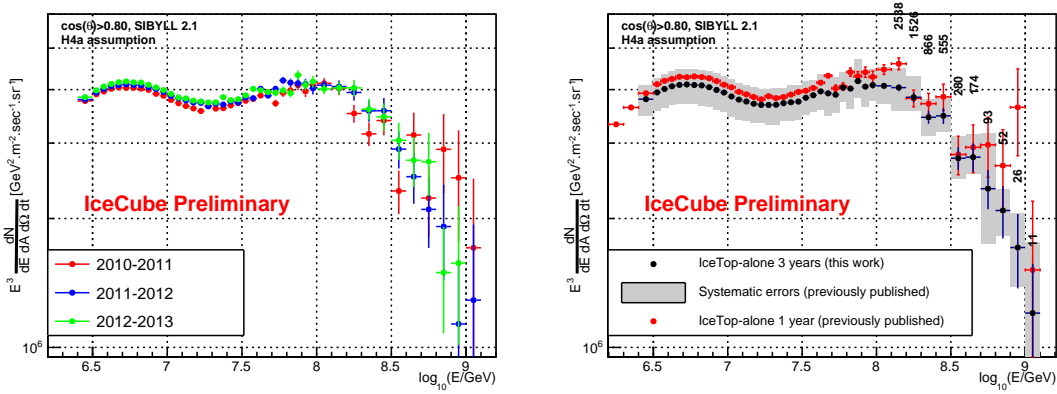 cos(θ)>0.80, SIBYLL 2.1
H4a assumption
E³ dN/(dE dA dΩ dt) [GeV².m⁻².sec⁻¹.sr⁻¹]
IceCube Preliminary
2010-2011
2011-2012
2012-2013
10⁶
6.5 7 7.5 8 8.5 9
log₁₀(E/GeV)
cos(θ)>0.80, SIBYLL 2.1
H4a assumption
2538
1526
866
555
280
174
93
52
26
11
E³ dN/(dE dA dΩ dt) [GeV².m⁻².sec⁻¹.sr⁻¹]
IceCube Preliminary
IceTop-alone 3 years (this work)
Systematic errors (previously published)
IceTop-alone 1 year (previously published)
10⁶
6.5 7 7.5 8 8.5 9
log₁₀(E/GeV)